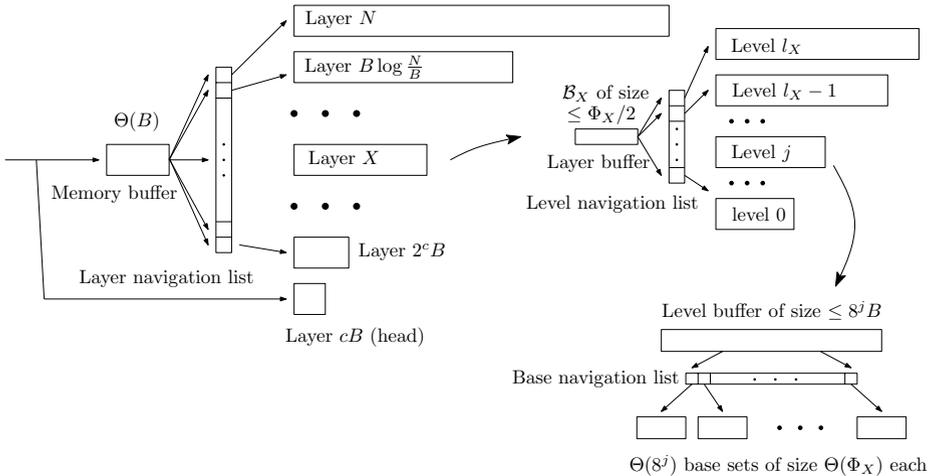 Layer N
Layer B log N/B
Θ(B)
Memory buffer
Layer X
Layer navigation list
Layer 2^cB
Layer cB (head)
ℬ_X of size
≤ Φ_X/2
Layer buffer
Level navigation list
Level l_X
Level l_X − 1
Level j
level 0
Level buffer of size ≤ 8^jB
Base navigation list
Θ(8^j) base sets of size Θ(Φ_X) each